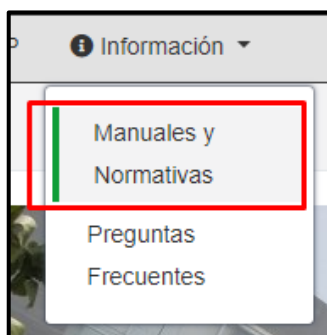 Información
Manuales y
Normativas
Preguntas
Frecuentes